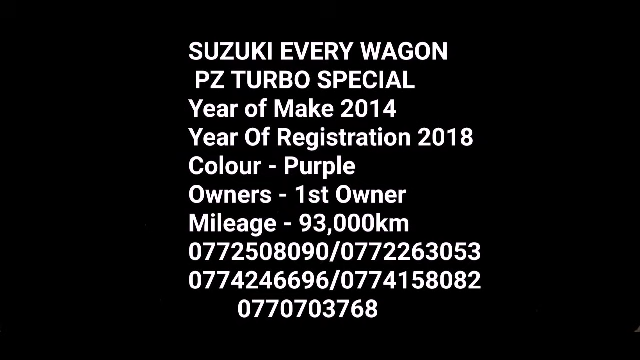 SUZUKI EVERY WAGON
PZ TURBO SPECIAL
Year of Make 2014
Year Of Registration 2018
Colour - Purple
Owners - 1st Owner
Mileage - 93,000km
0772508090/0772263053
0774246696/0774158082
0770703768